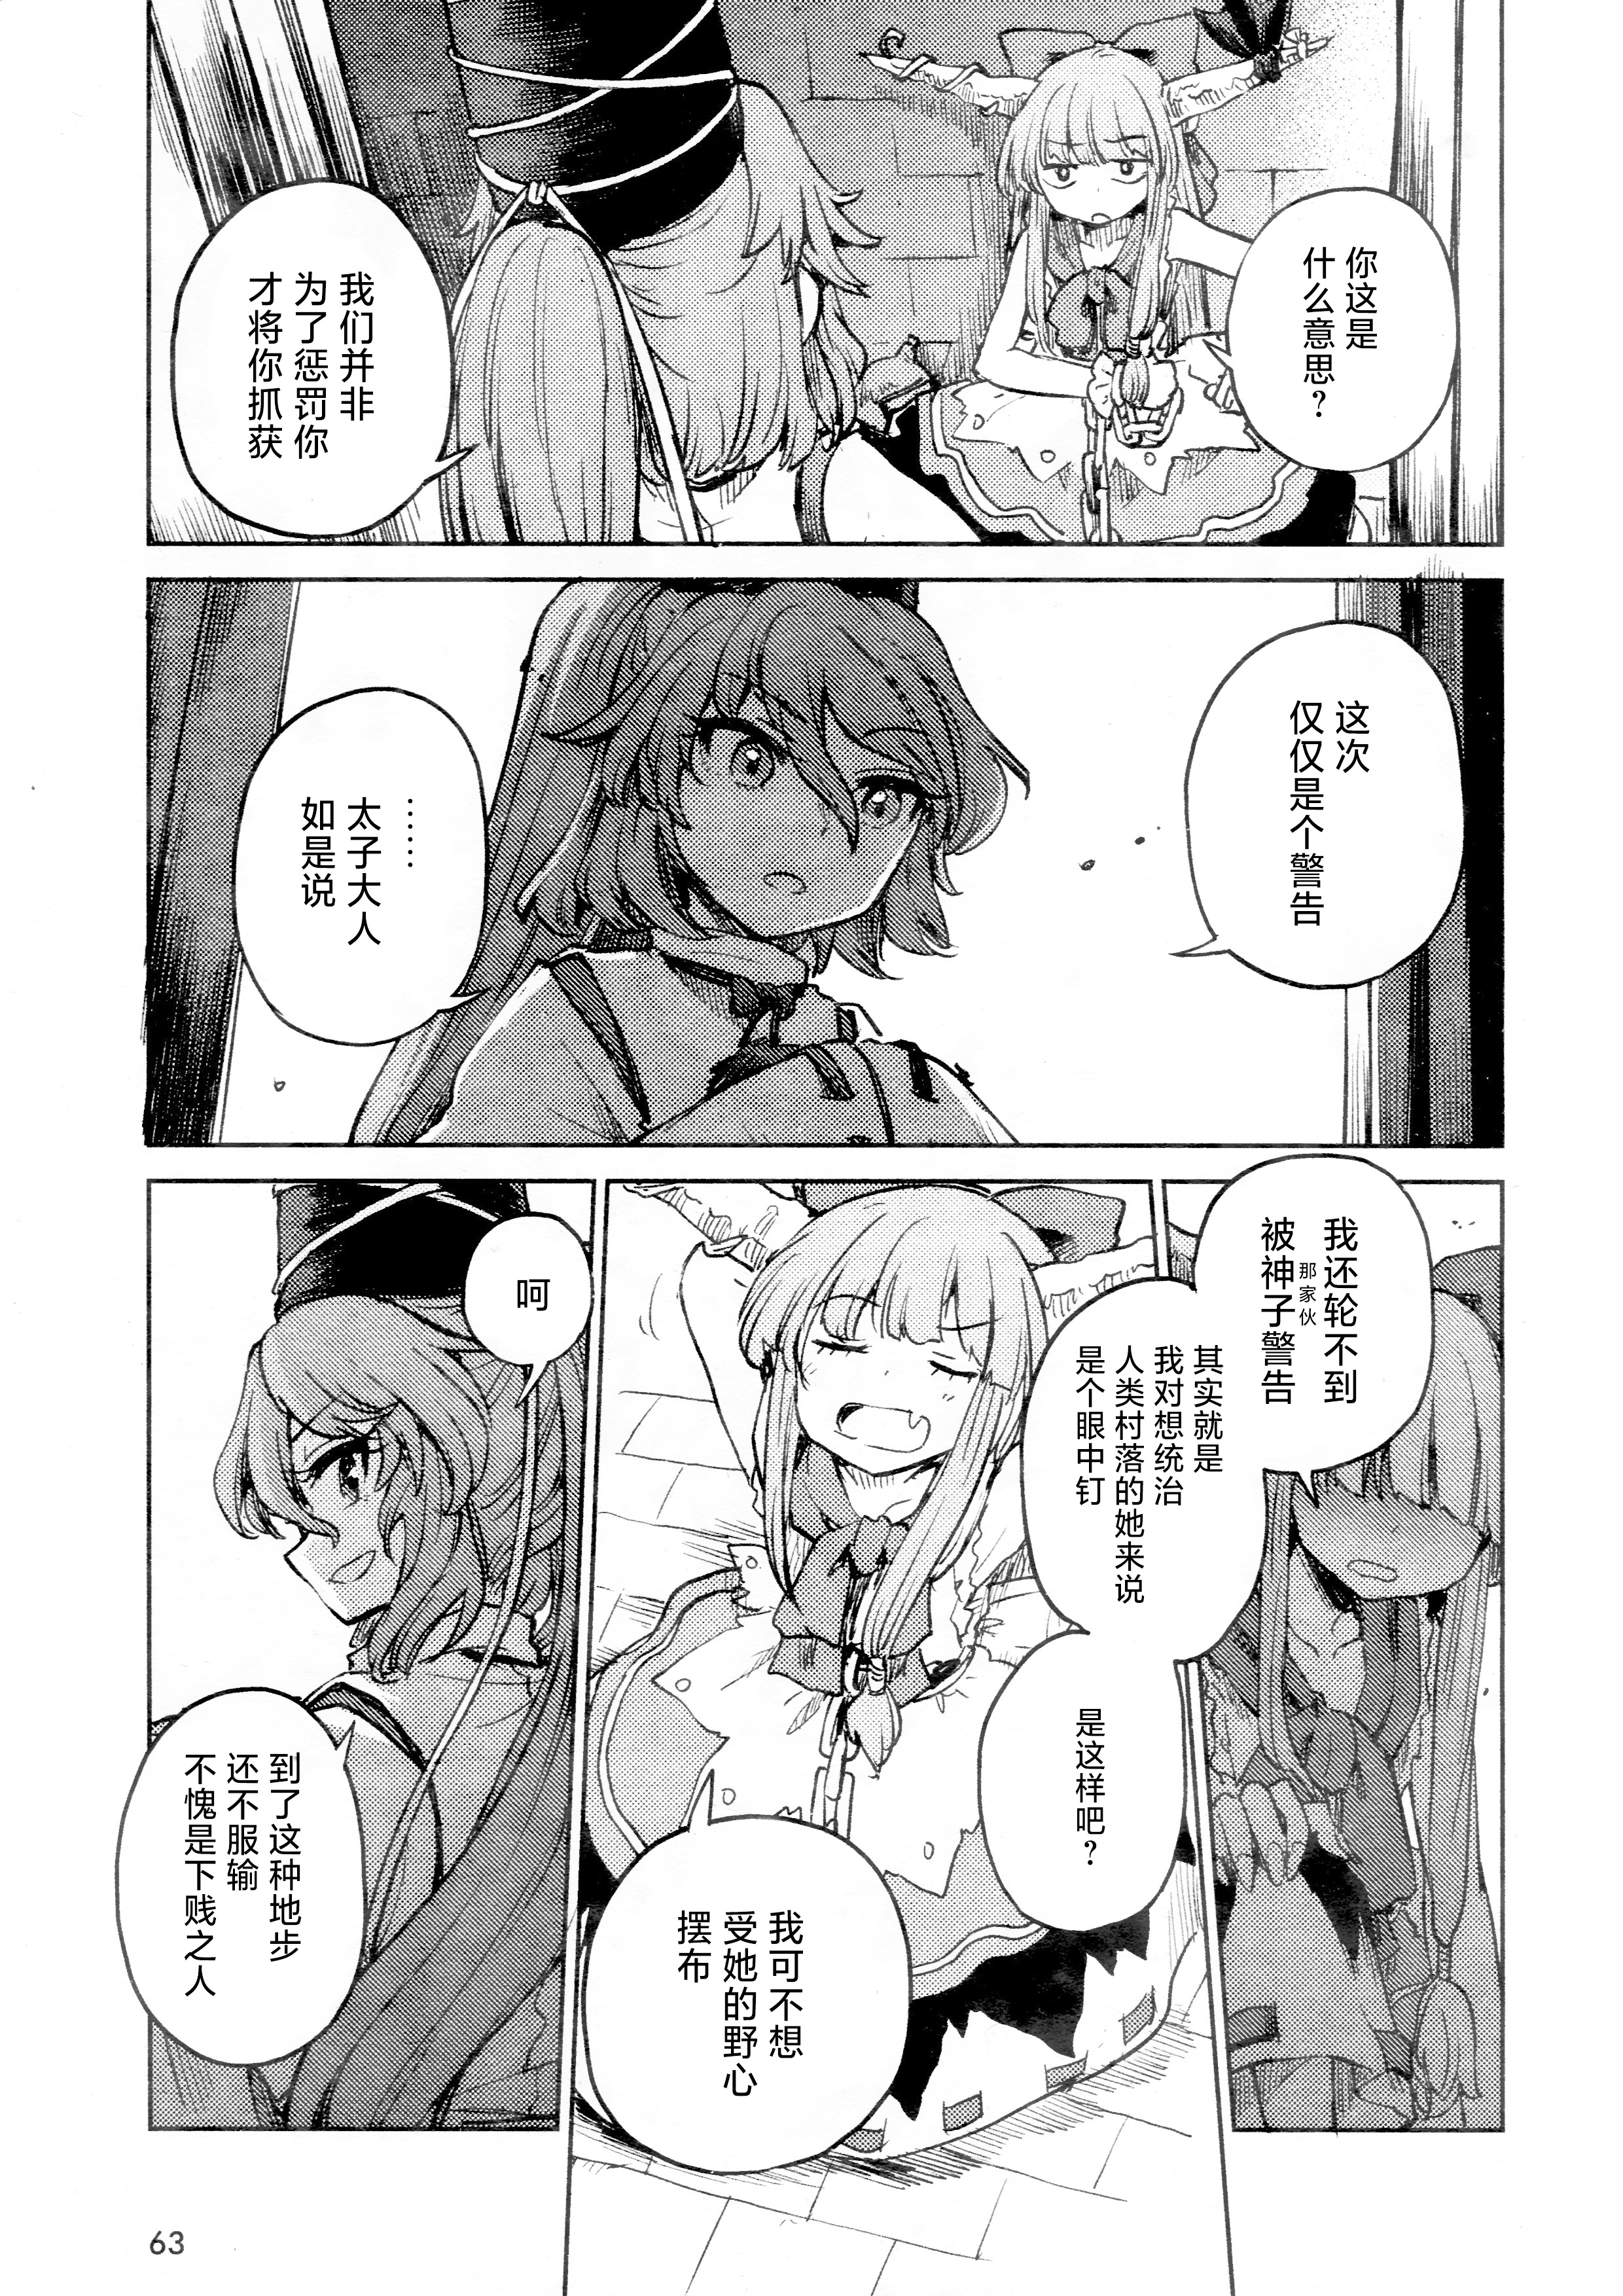 你这是
什么意思？
我们并非
为了惩罚你
才将你抓获
这次
仅仅是个警告
……
太子大人
如是说
我还轮不到
那家伙
被神子警告
其实就是
我对想统治
人类村落的她来说
是个眼中钉
是这样吧？
我可不想
受她的野心
摆布
呵
到了这种地步
还不服输
不愧是下贱之人
63